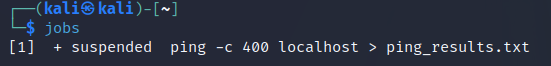 ┌──(kali㉿kali)-[~]
└─$ jobs
[1]  + suspended  ping -c 400 localhost > ping_results.txt